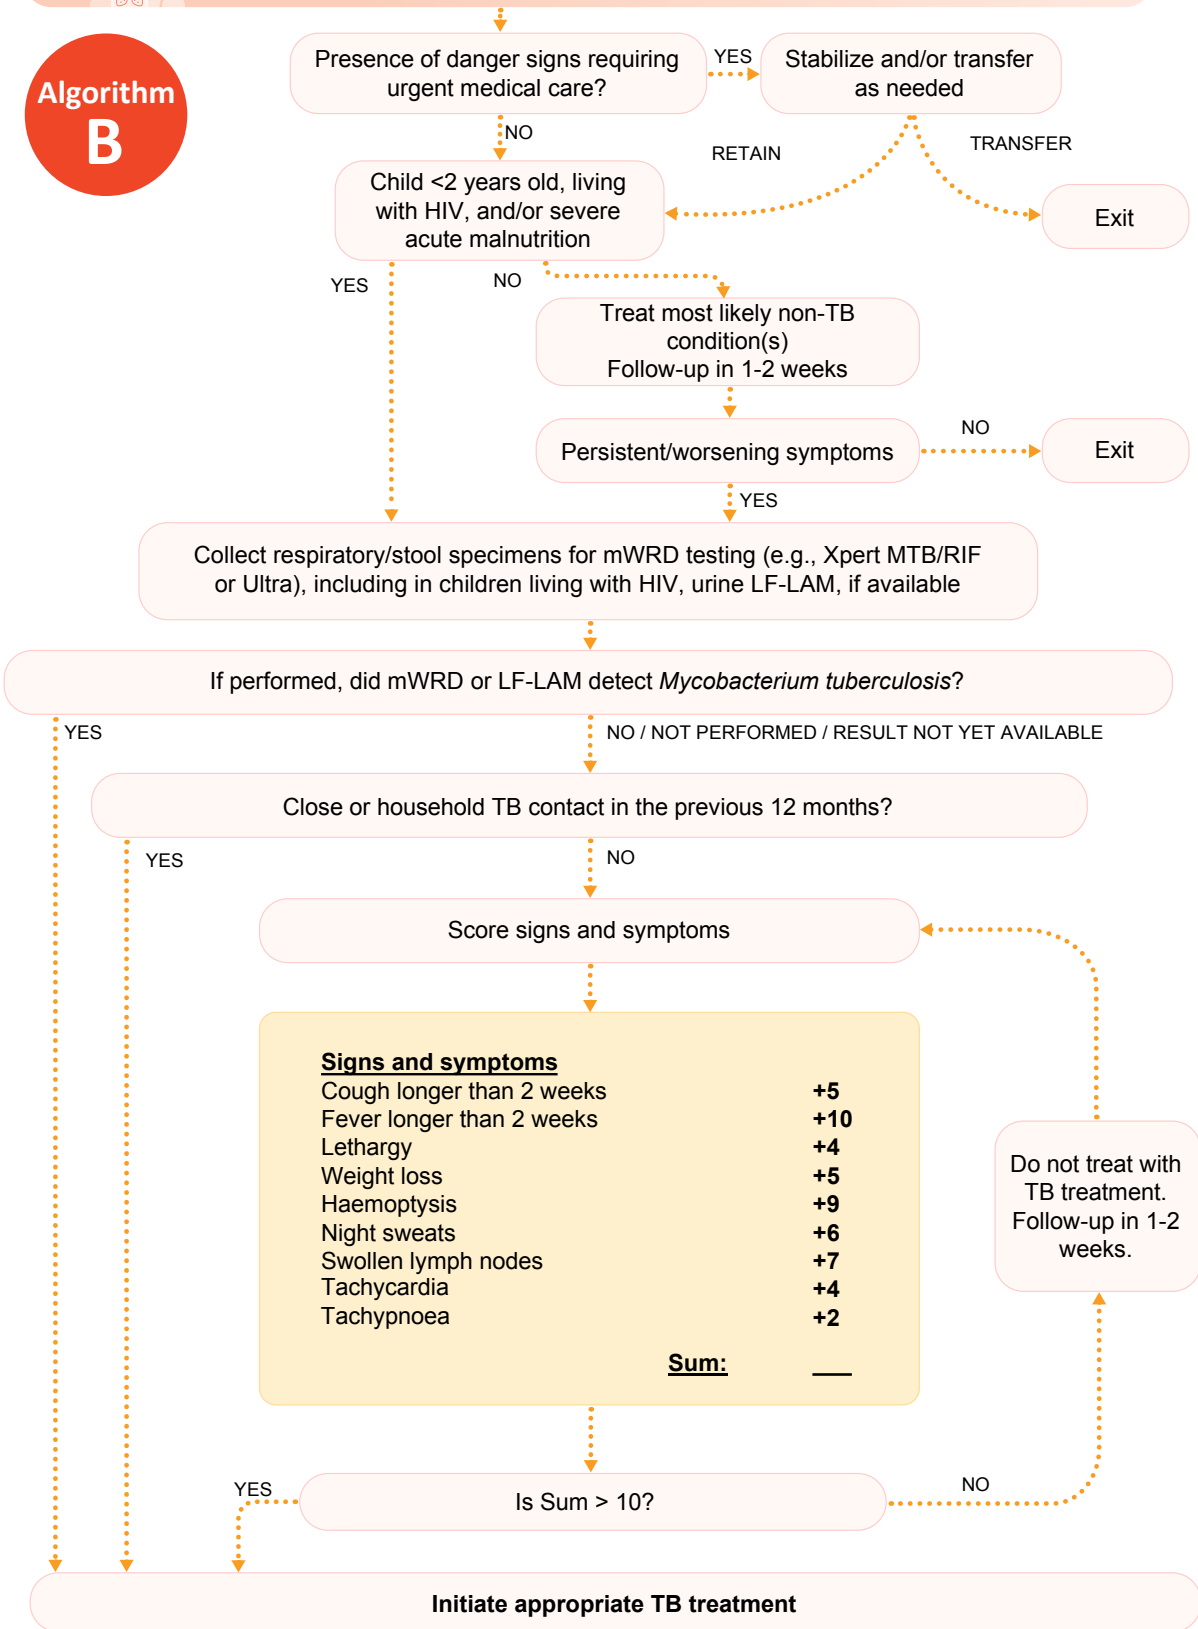 Algorithm
B
Presence of danger signs requiring
urgent medical care?
YES
Stabilize and/or transfer
as needed
NO
RETAIN
TRANSFER
Child <2 years old, living
with HIV, and/or severe
acute malnutrition
Exit
YES
NO
Treat most likely non-TB
condition(s)
Follow-up in 1-2 weeks
Persistent/worsening symptoms
NO
Exit
YES
Collect respiratory/stool specimens for mWRD testing (e.g., Xpert MTB/RIF
or Ultra), including in children living with HIV, urine LF-LAM, if available
If performed, did mWRD or LF-LAM detect Mycobacterium tuberculosis?
YES
NO / NOT PERFORMED / RESULT NOT YET AVAILABLE
Close or household TB contact in the previous 12 months?
YES
NO
Score signs and symptoms
Signs and symptoms
Cough longer than 2 weeks +5
Fever longer than 2 weeks +10
Lethargy +4
Weight loss +5
Haemoptysis +9
Night sweats +6
Swollen lymph nodes +7
Tachycardia +4
Tachypnoea +2
Sum: ___
Do not treat with
TB treatment.
Follow-up in 1-2
weeks.
YES
Is Sum > 10?
NO
Initiate appropriate TB treatment